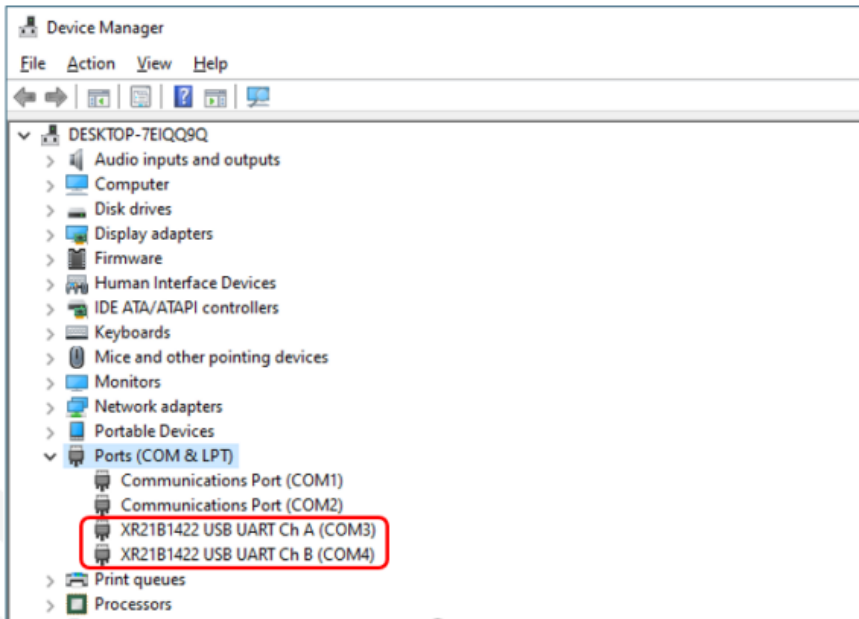 Device Manager
File Action View Help
DESKTOP-7EIQQ9Q
Audio inputs and outputs
Computer
Disk drives
Display adapters
Firmware
Human Interface Devices
IDE ATA/ATAPI controllers
Keyboards
Mice and other pointing devices
Monitors
Network adapters
Portable Devices
Ports (COM & LPT)
Communications Port (COM1)
Communications Port (COM2)
XR21B1422 USB UART Ch A (COM3)
XR21B1422 USB UART Ch B (COM4)
Print queues
Processors